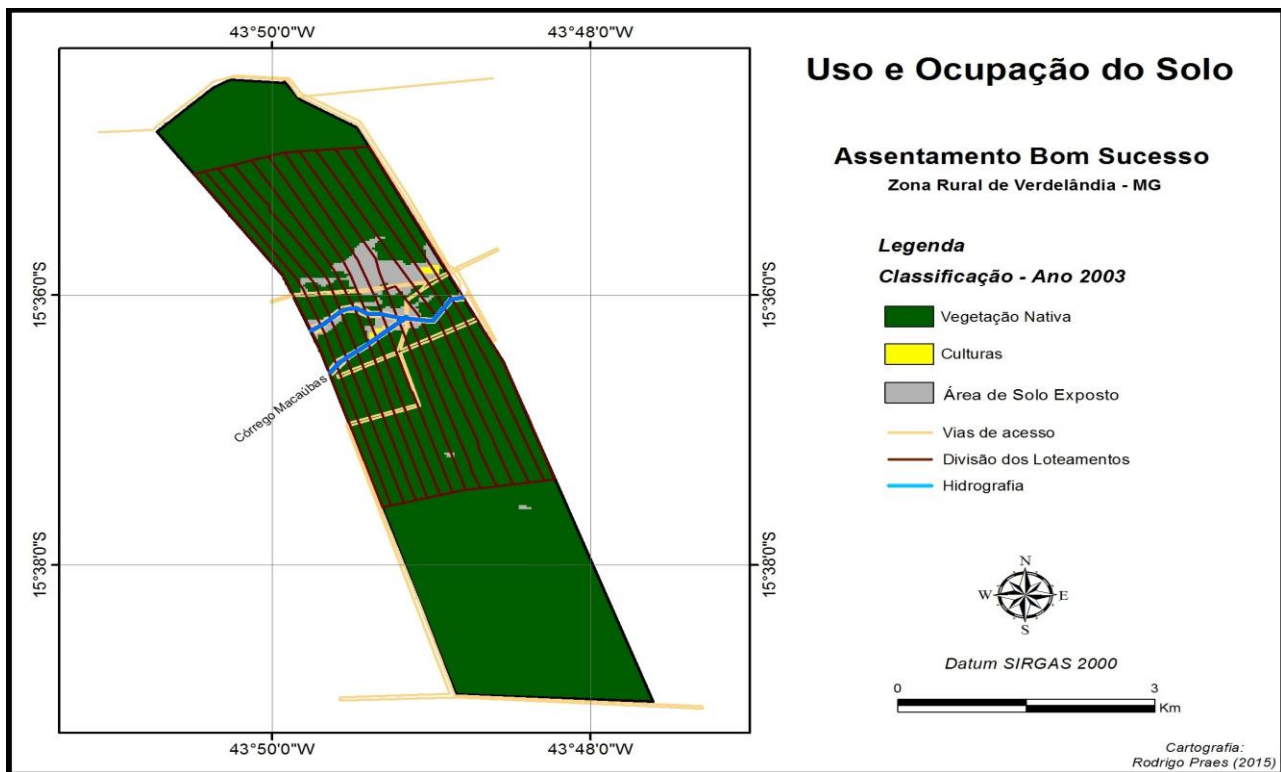 43°50'0"W
43°48'0"W
15°36'0"S
15°36'0"S
Córrego Macaúbas
15°38'0"S
15°38'0"S
43°50'0"W
43°48'0"W
Uso e Ocupação do Solo
Assentamento Bom Sucesso
Zona Rural de Verdelândia - MG
Legenda
Classificação - Ano 2003
Vegetação Nativa
Culturas
Área de Solo Exposto
Vias de acesso
Divisão dos Loteamentos
Hidrografia
N
W
E
S
Datum SIRGAS 2000
0
3
Km
Cartografia:
Rodrigo Praes (2015)